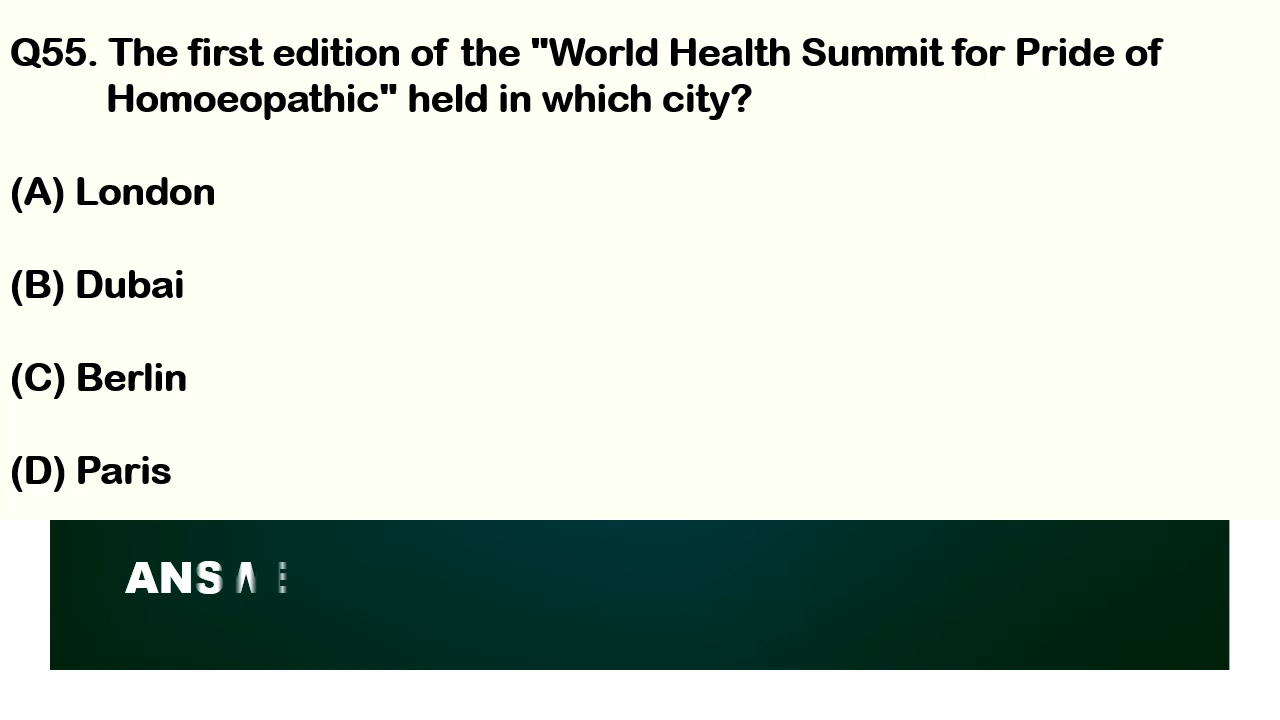 Q55. The first edition of the "World Health Summit for Pride of
Homoeopathic" held in which city?
(A) London
(B) Dubai
(C) Berlin
(D) Paris
ANS